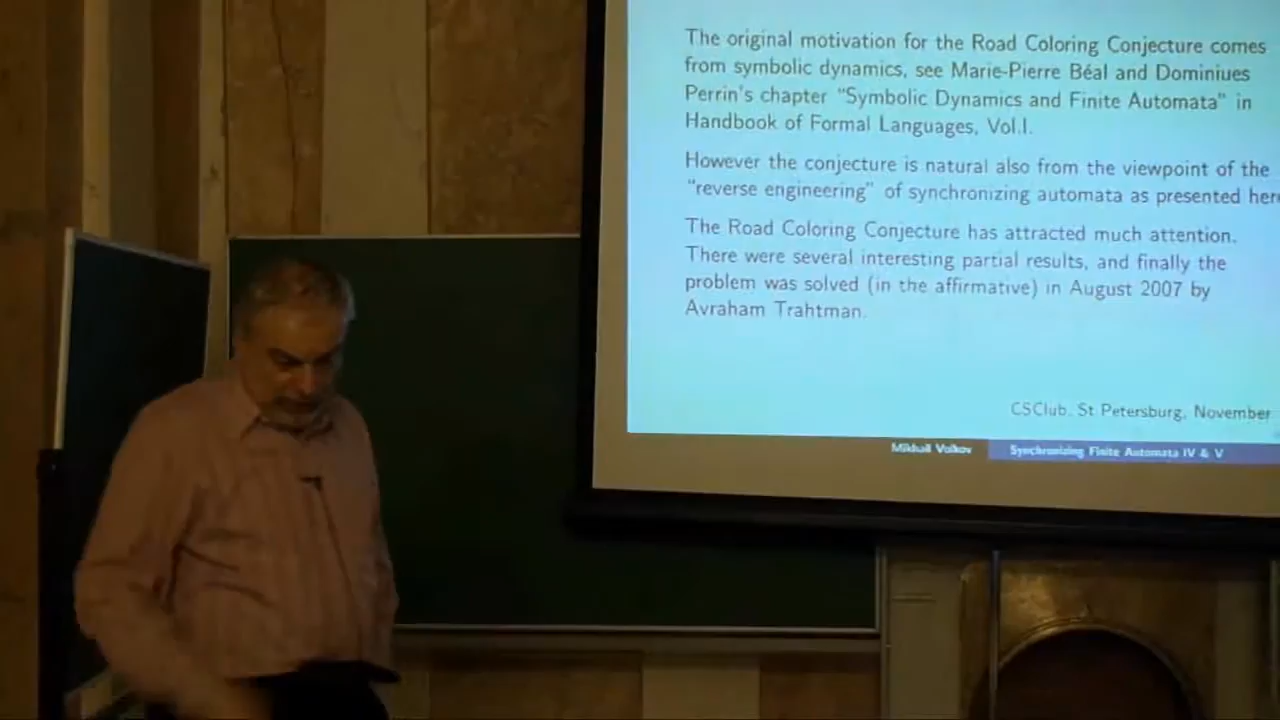 The original motivation for the Road Coloring Conjecture comes
from symbolic dynamics, see Marie-Pierre Béal and Dominiues
Perrin's chapter "Symbolic Dynamics and Finite Automata" in
Handbook of Formal Languages, Vol.I.
However the conjecture is natural also from the viewpoint of the
"reverse engineering" of synchronizing automata as presented her
The Road Coloring Conjecture has attracted much attention.
There were several interesting partial results, and finally the
problem was solved (in the affirmative) in August 2007 by
Avraham Trahtman.
CSClub, St Petersburg, November
Mikhail Volkov Synchronizing Finite Automata IV & V